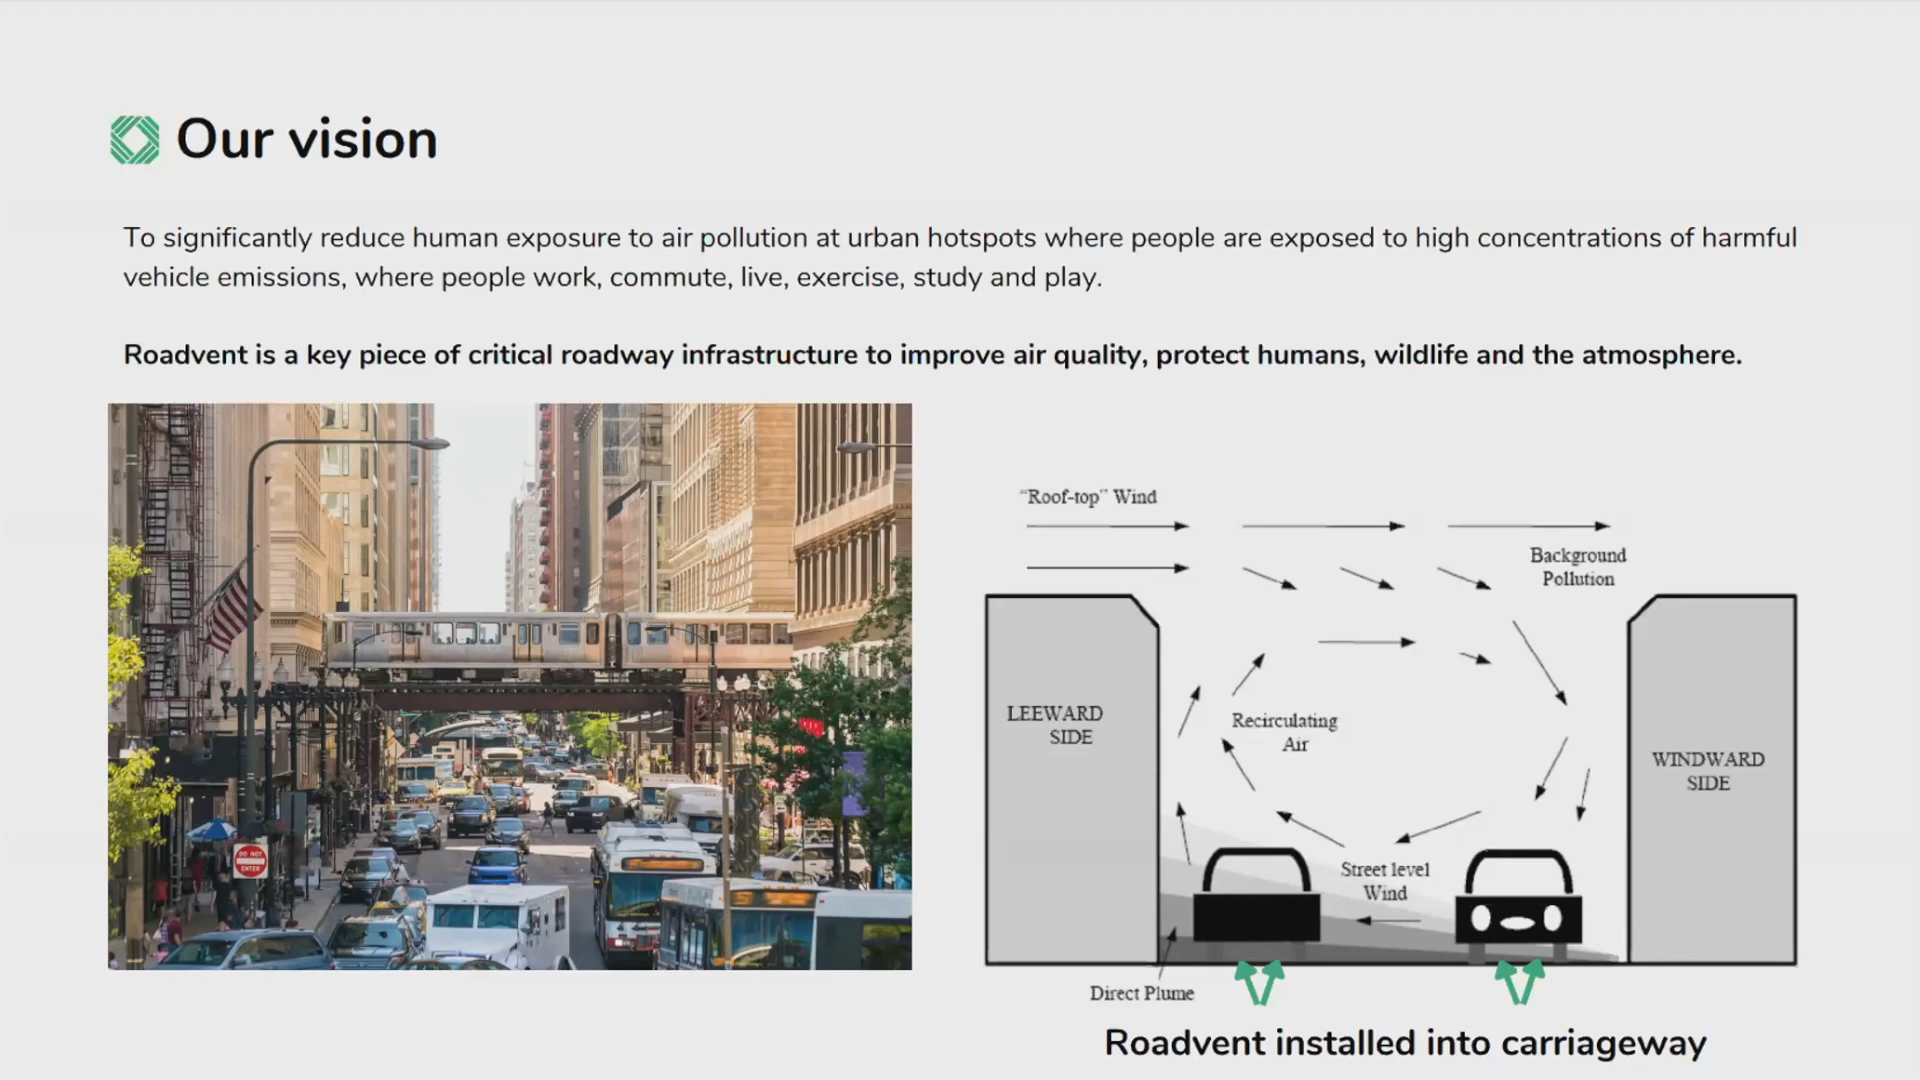 Our vision
To significantly reduce human exposure to air pollution at urban hotspots where people are exposed to high concentrations of harmful
vehicle emissions, where people work, commute, live, exercise, study and play.
Roadvent is a key piece of critical roadway infrastructure to improve air quality, protect humans, wildlife and the atmosphere.
DO NOT
ENTER
“Roof-top” Wind
Background
Pollution
LEEWARD
SIDE
Recirculating
Air
WINDWARD
SIDE
Street level
Wind
Direct Plume
Roadvent installed into carriageway